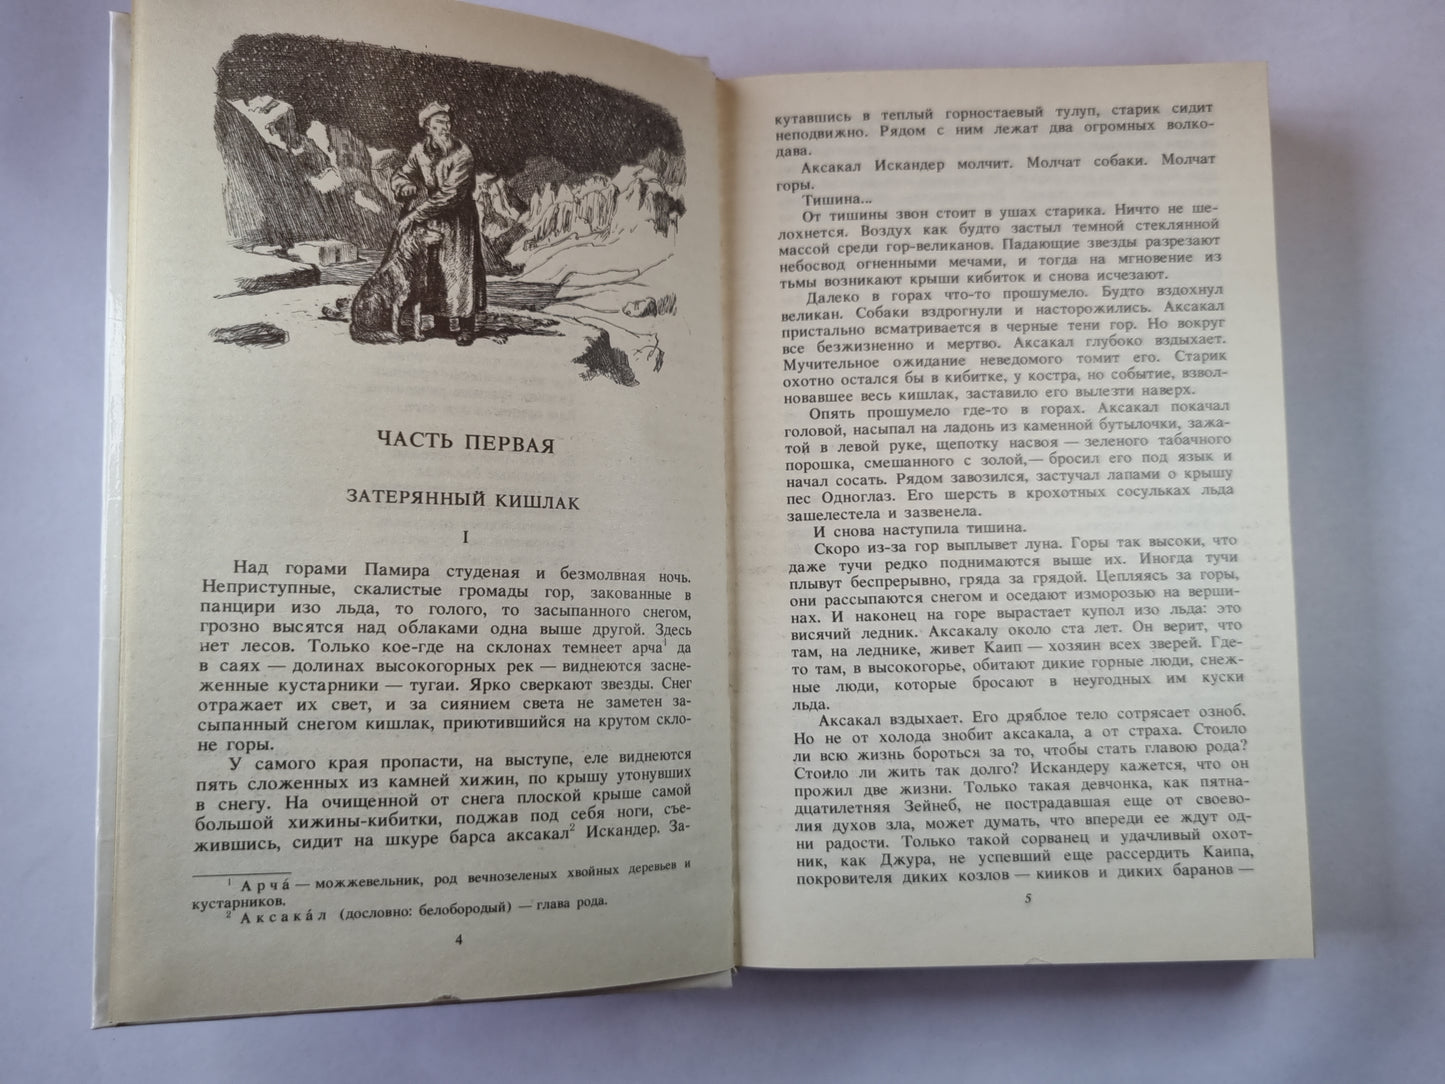 ЧАСТЬ ПЕРВАЯ
ЗАТЕРЯННЫЙ КИШЛАК
I
Над горами Памира студеная и безмолвная ночь.
Неприступные, скалистые громады гор, закованные в
панцири изо льда, то голого, то засыпанного снегом,
грозно высятся над облаками одна выше другой. Здесь
нет лесов. Только кое-где на склонах темнеет арча¹ да
в саях — долинах высокогорных рек — виднеются засне-
женные кустарники — тугаи. Ярко сверкают звезды. Снег
отражает их свет, и за сиянием света не заметен за-
сыпанный снегом кишлак, приютившийся на крутом скло-
не горы.
У самого края пропасти, на выступе, еле виднеются
пять сложенных из камней хижин, по крышу утонувших
в снегу. На очищенной от снега плоской крыше самой
большой хижины-кибитки, поджав под себя ноги, съе-
жившись, сидит на шкуре барса аксакал² Искандер. За-
¹ Арча́ — можжевельник, род вечнозеленых хвойных деревьев и
кустарников.
² Аксака́л (дословно: белобородый) — глава рода.
4
кутавшись в теплый горностаевый тулуп, старик сидит
неподвижно. Рядом с ним лежат два огромных волко-
дава.
Аксакал Искандер молчит. Молчат собаки. Молчат
горы.
Тишина...
От тишины звон стоит в ушах старика. Ничто не ше-
лохнется. Воздух как будто застыл темной стеклянной
массой среди гор-великанов. Падающие звезды разрезают
небосвод огненными мечами, и тогда на мгновение из
тьмы возникают крыши кибиток и снова исчезают.
Далеко в горах что-то прошумело. Будто вздохнул
великан. Собаки вздрогнули и насторожились. Аксакал
пристально всматривается в черные тени гор. Но вокруг
все безжизненно и мертво. Аксакал глубоко вздыхает.
Мучительное ожидание неведомого томит его. Старик
охотно остался бы в кибитке, у костра, но событие, взвол-
новавшее весь кишлак, заставило его вылезти наверх.
Опять прошумело где-то в горах. Аксакал покачал
головой, насыпал на ладонь из каменной бутылочки, зажа-
той в левой руке, щепотку насвоя — зеленого табачного
порошка, смешанного с золой,— бросил его под язык и
начал сосать. Рядом завозился, застучал лапами о крышу
пес Одноглаз. Его шерсть в крохотных сосульках льда
зашелестела и зазвенела.
И снова наступила тишина.
Скоро из-за гор выплывет луна. Горы так высоки, что
даже тучи редко поднимаются выше их. Иногда тучи
плывут беспрерывно, гряда за грядой. Цепляясь за горы,
они рассыпаются снегом и оседают изморозью на верши-
нах. И наконец на горе вырастает купол изо льда: это
висячий ледник. Аксакалу около ста лет. Он верит, что
там, на леднике, живет Каип — хозяин всех зверей. Где-
то там, в высокогорье, обитают дикие горные люди, снеж-
ные люди, которые бросают в неугодных им куски
льда.
Аксакал вздыхает. Его дряблое тело сотрясает озноб.
Но не от холода знобит аксакала, а от страха. Стоило
ли всю жизнь бороться за то, чтобы стать главою рода?
Стоило ли жить так долго? Искандеру кажется, что он
прожил две жизни. Только такая девчонка, как пятна-
дцатилетняя Зейнеб, не пострадавшая еще от своево-
лия духов зла, может думать, что впереди ее ждут од-
ни радости. Только такой сорванец и удачливый охот-
ник, как Джура, не успевший еще рассердить Каипа,
покровителя диких козлов — кииков и диких баранов —
5